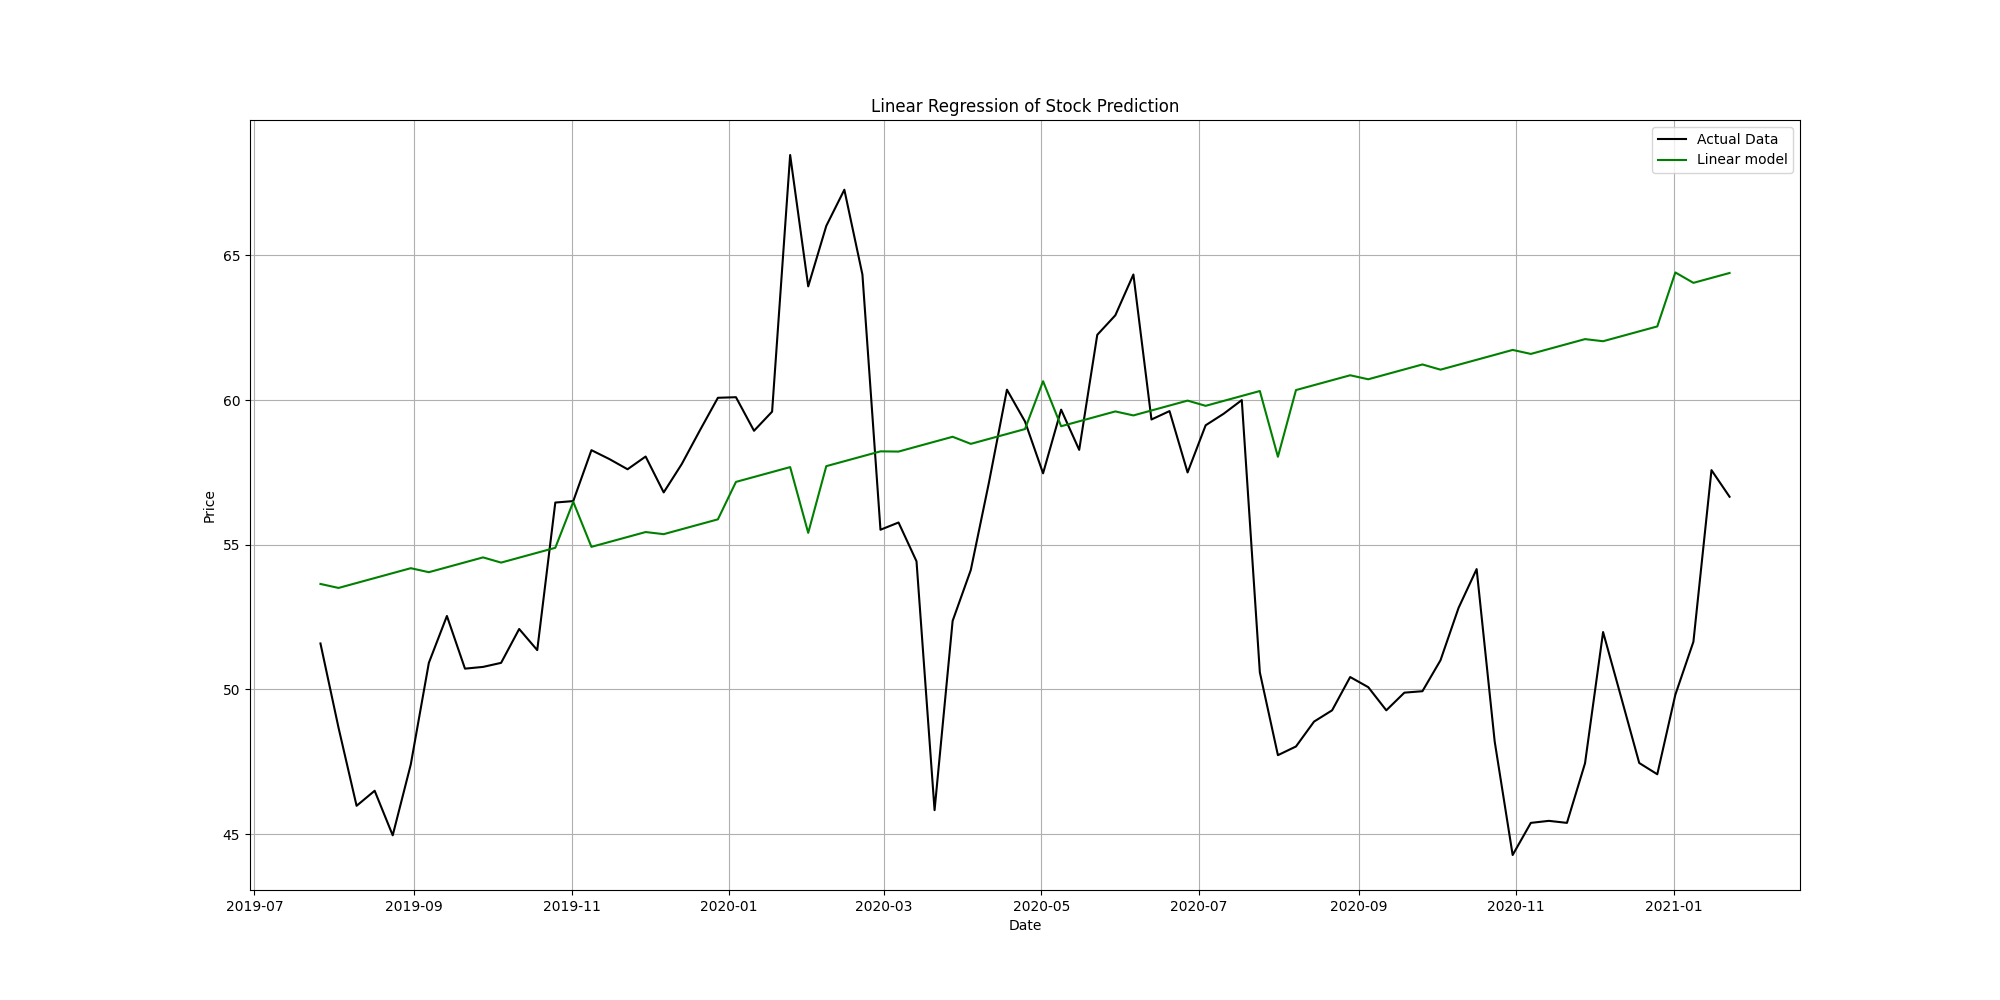 Linear Regression of Stock Prediction
Actual Data
Linear model
65
60
55
50
45
Price
2019-07 2019-09 2019-11 2020-01 2020-03 2020-05 2020-07 2020-09 2020-11 2021-01
Date